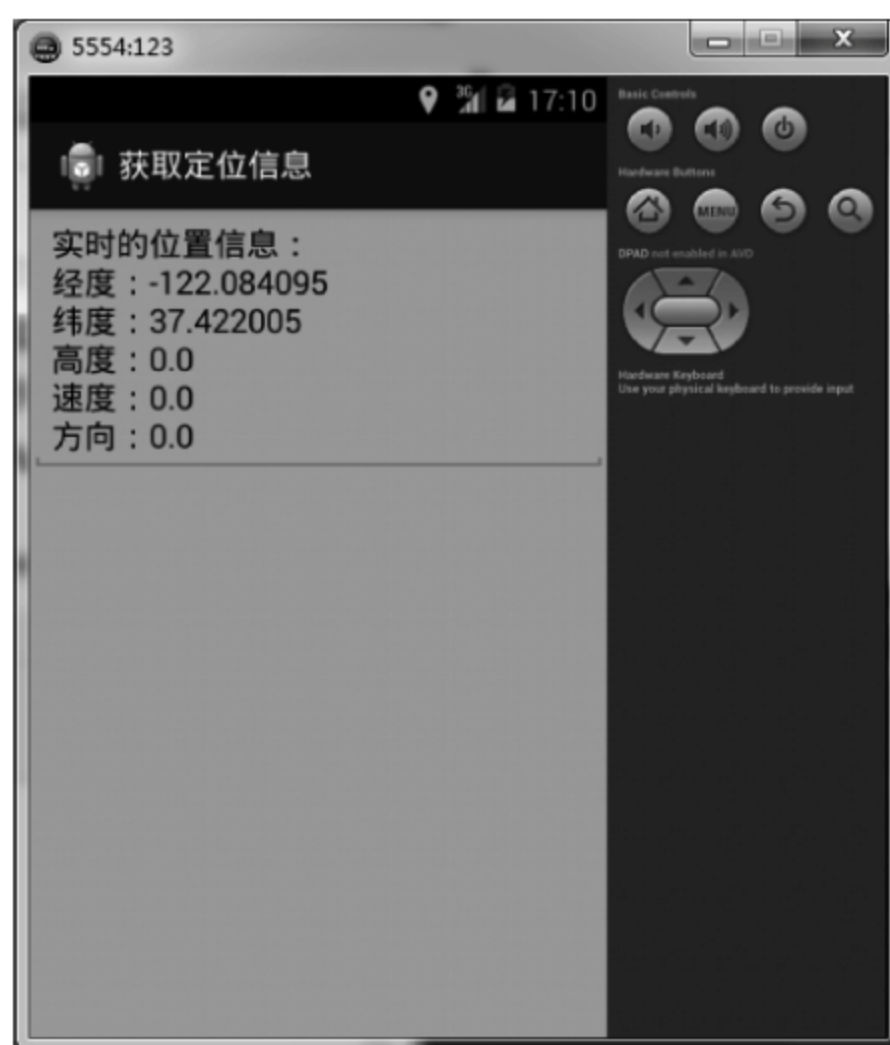 5554:123
3G 17:10
获取定位信息
实时的位置信息：
经度：-122.084095
纬度：37.422005
高度：0.0
速度：0.0
方向：0.0
Basic Controls
Hardware Buttons
MENU
DPAD not enabled in AVD
Hardware Keyboard
Use your physical keyboard to provide input